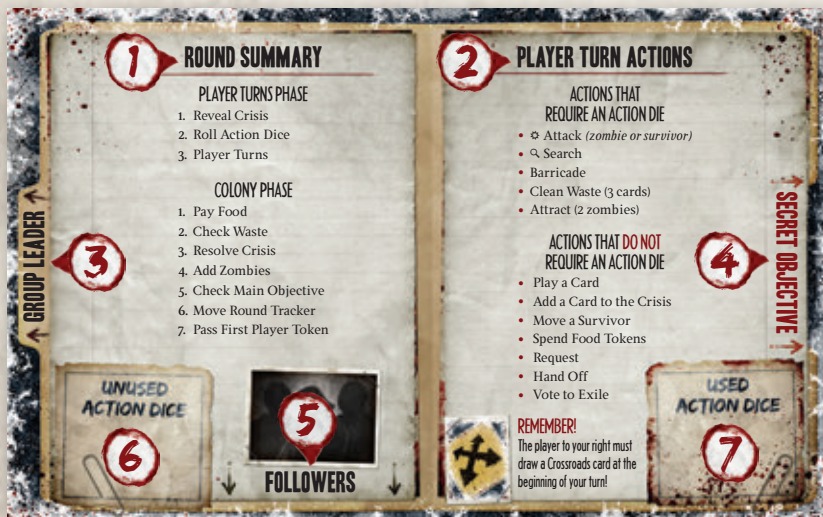 1
ROUND SUMMARY
PLAYER TURNS PHASE
1. Reveal Crisis
2. Roll Action Dice
3. Player Turns
COLONY PHASE
1. Pay Food
2. Check Waste
3. Resolve Crisis
4. Add Zombies
5. Check Main Objective
6. Move Round Tracker
7. Pass First Player Token
GROUP LEADER
3
UNUSED
ACTION DICE
6
5
FOLLOWERS
2
PLAYER TURN ACTIONS
ACTIONS THAT
REQUIRE AN ACTION DIE
• Attack (zombie or survivor)
• Search
• Barricade
• Clean Waste (3 cards)
• Attract (2 zombies)
ACTIONS THAT DO NOT
REQUIRE AN ACTION DIE
• Play a Card
• Add a Card to the Crisis
• Move a Survivor
• Spend Food Tokens
• Request
• Hand Off
• Vote to Exile
REMEMBER!
The player to your right must
draw a Crossroads card at the
beginning of your turn!
4
SECRET OBJECTIVE
USED
ACTION DICE
7